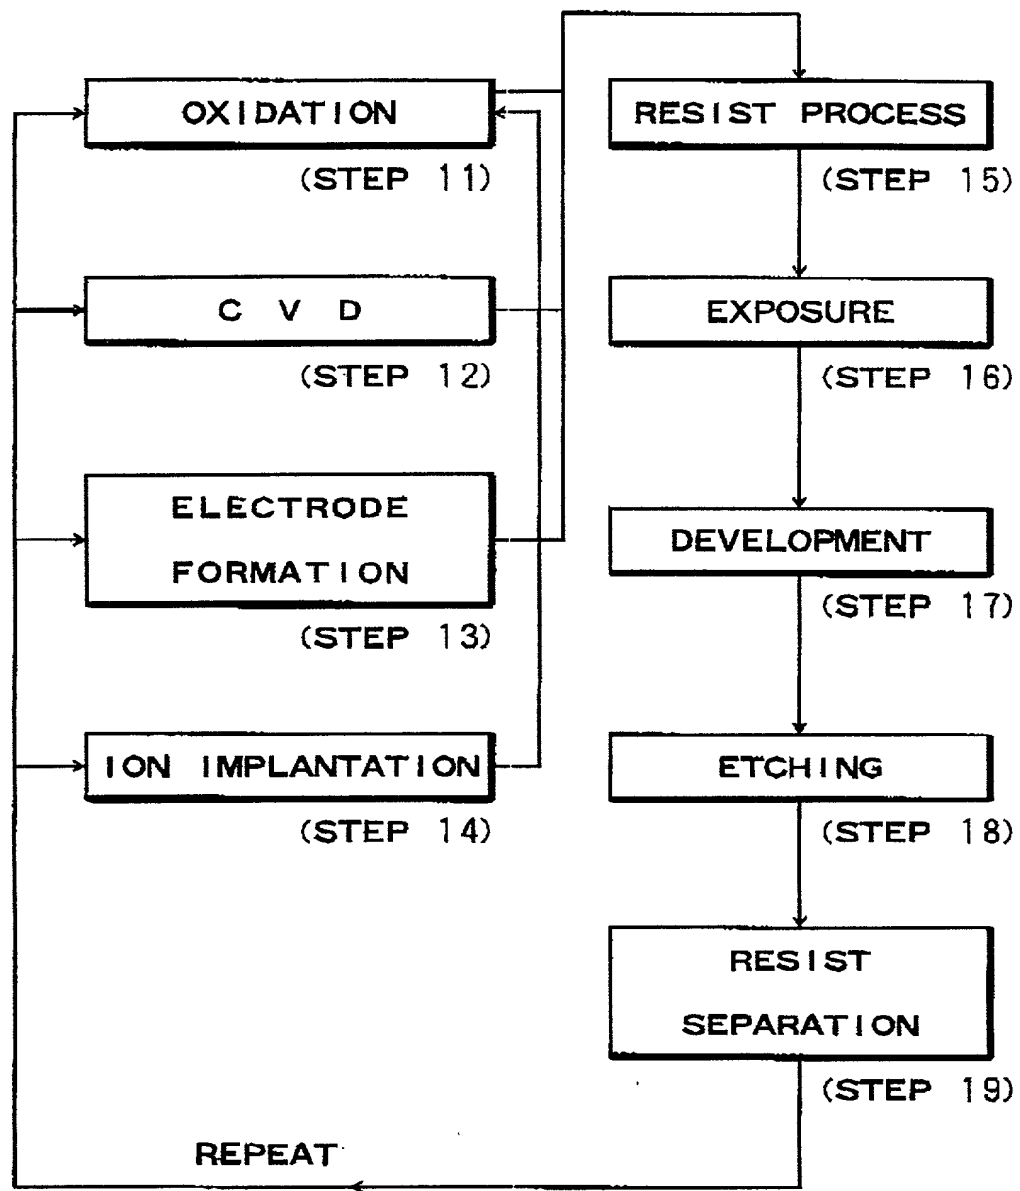 OXIDATION
(STEP 11)
CVD
(STEP 12)
ELECTRODE
FORMATION
(STEP 13)
ION IMPLANTATION
(STEP 14)
RESIST PROCESS
(STEP 15)
EXPOSURE
(STEP 16)
DEVELOPMENT
(STEP 17)
ETCHING
(STEP 18)
RESIST
SEPARATION
(STEP 19)
REPEAT